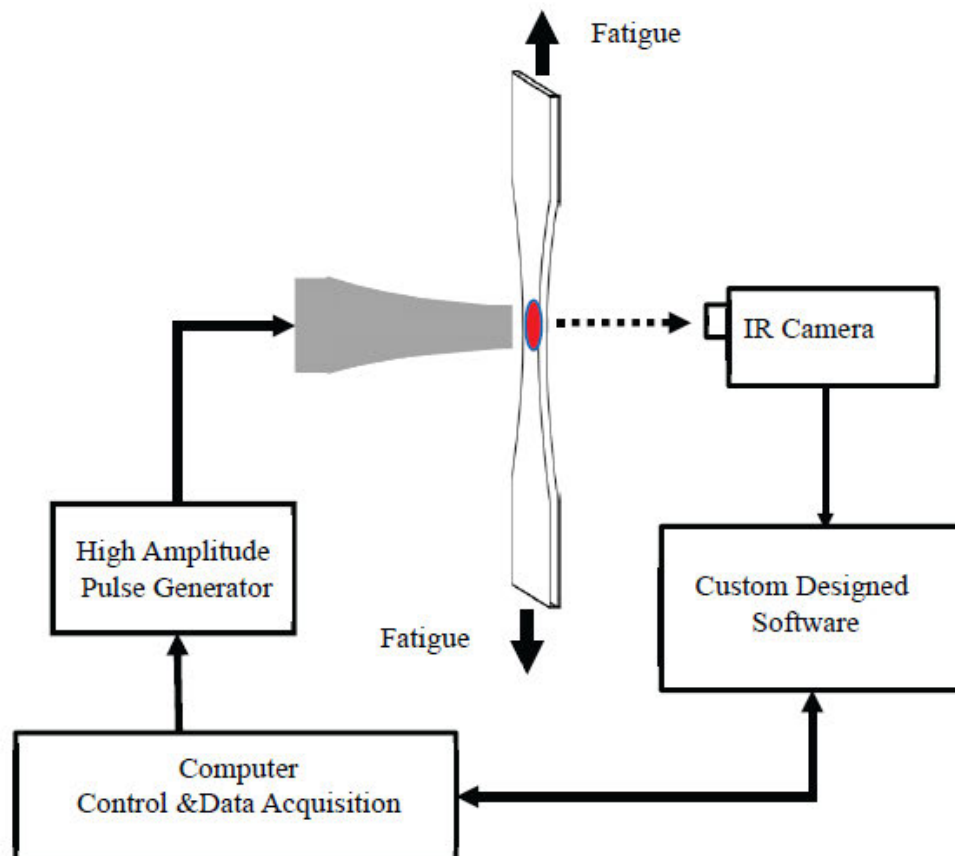 Fatigue
IR Camera
High Amplitude
Pulse Generator
Custom Designed
Software
Fatigue
Computer
Control &Data Acquisition